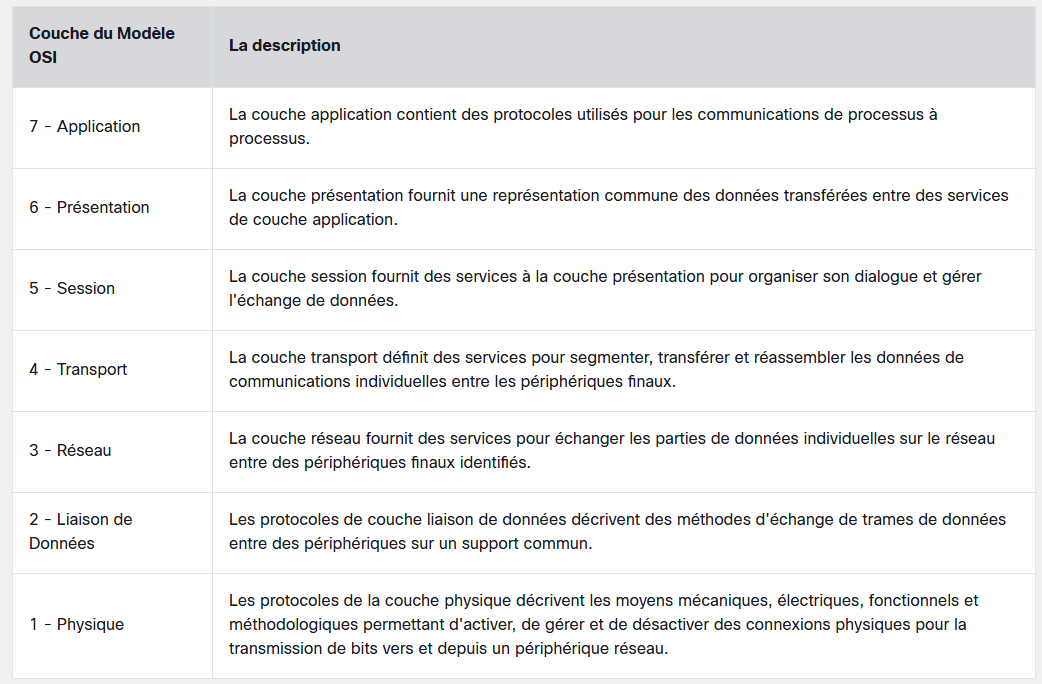 Couche du Modèle
OSI
La description
7 - Application
La couche application contient des protocoles utilisés pour les communications de processus à
processus.
6 - Présentation
La couche présentation fournit une représentation commune des données transférées entre des services
de couche application.
5 - Session
La couche session fournit des services à la couche présentation pour organiser son dialogue et gérer
l'échange de données.
4 - Transport
La couche transport définit des services pour segmenter, transférer et réassembler les données de
communications individuelles entre les périphériques finaux.
3 - Réseau
La couche réseau fournit des services pour échanger les parties de données individuelles sur le réseau
entre des périphériques finaux identifiés.
2 - Liaison de
Données
Les protocoles de couche liaison de données décrivent des méthodes d'échange de trames de données
entre des périphériques sur un support commun.
1 - Physique
Les protocoles de la couche physique décrivent les moyens mécaniques, électriques, fonctionnels et
méthodologiques permettant d'activer, de gérer et de désactiver des connexions physiques pour la
transmission de bits vers et depuis un périphérique réseau.